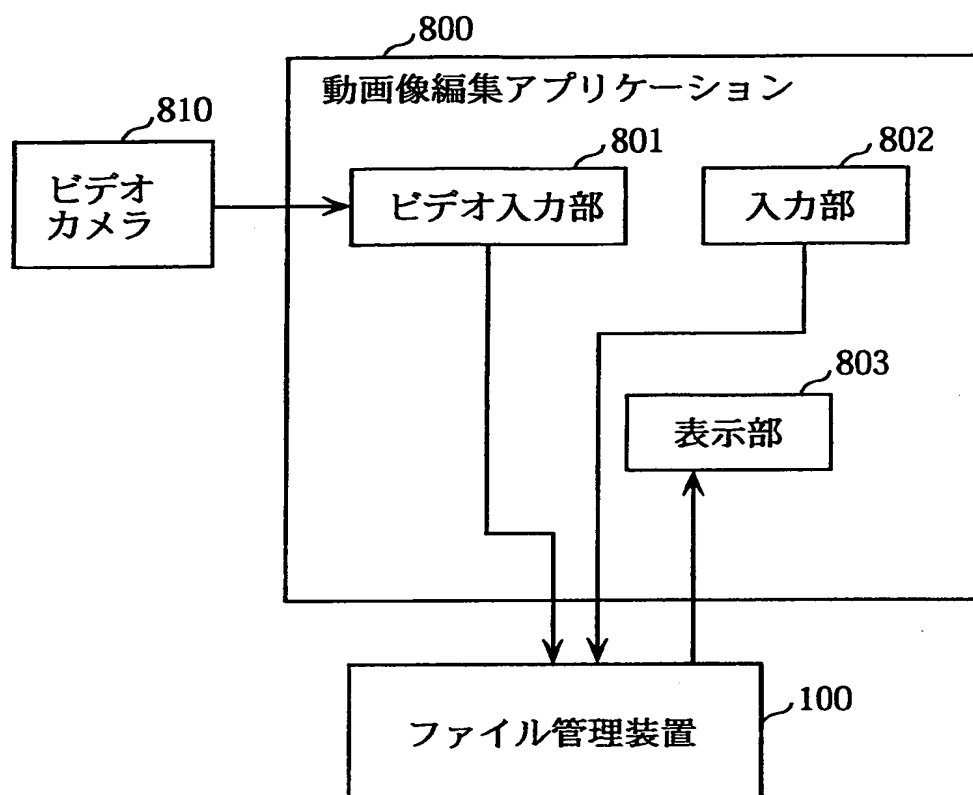 800
動画像編集アプリケーション
810
801
802
ビデオ
カメラ
ビデオ入力部
入力部
803
表示部
100
ファイル管理装置